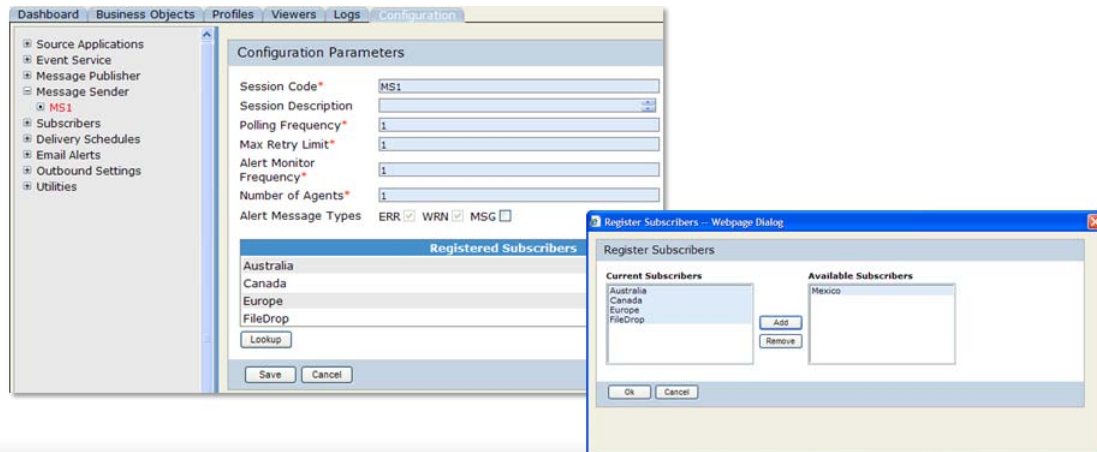 Dashboard Business Objects Profiles Viewers Logs Configuration
Source Applications
Event Service
Message Publisher
Message Sender
MS1
Subscribers
Delivery Schedules
Email Alerts
Outbound Settings
Utilities
Configuration Parameters
Session Code* MS1
Session Description
Polling Frequency* 1
Max Retry Limit* 1
Alert Monitor
Frequency* 1
Number of Agents* 1
Alert Message Types ERR WRN MSG
Registered Subscribers
Australia
Canada
Europe
FileDrop
Lookup
Save Cancel
Register Subscribers -- Webpage Dialog
Register Subscribers
Current Subscribers Available Subscribers
Australia Mexico
Canada
Europe
FileDrop
Add
Remove
Ok Cancel